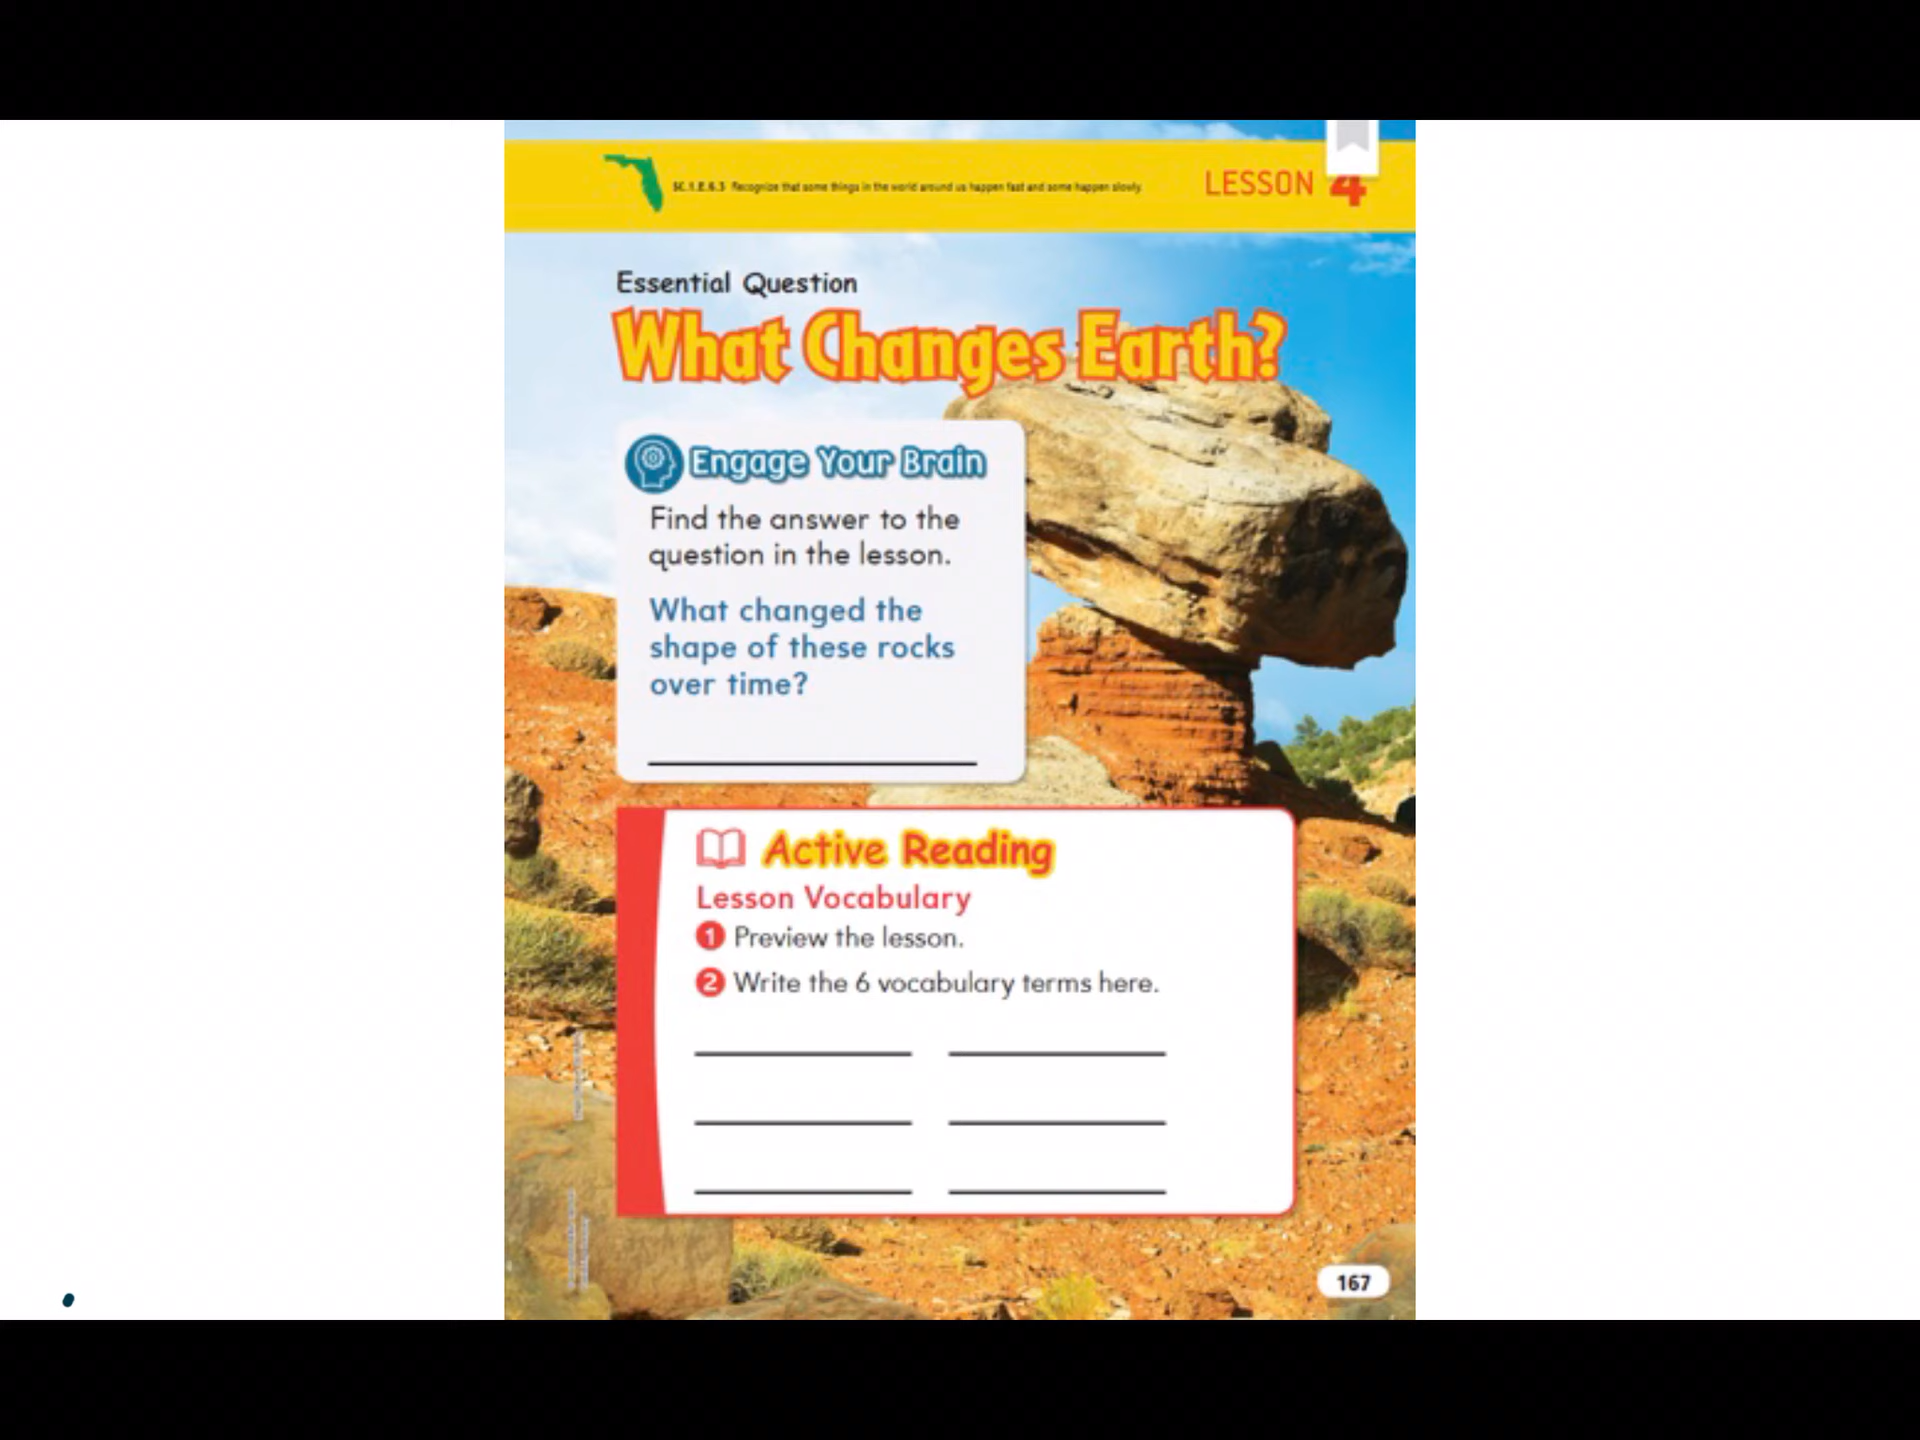 SC.1.E.6.3 Recognize that some things in the world around us happen fast and some happen slowly.
LESSON 4
Essential Question
What Changes Earth?
Engage Your Brain
Find the answer to the
question in the lesson.
What changed the
shape of these rocks
over time?
Active Reading
Lesson Vocabulary
1 Preview the lesson.
2 Write the 6 vocabulary terms here.
167